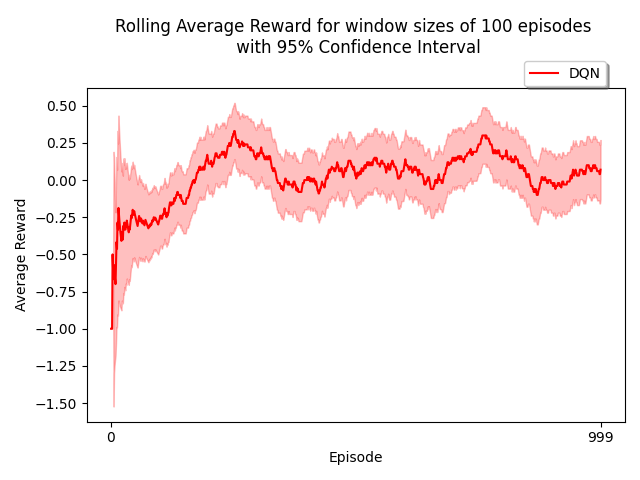 Rolling Average Reward for window sizes of 100 episodes
with 95% Confidence Interval
DQN
Average Reward
0.50
0.25
0.00
−0.25
−0.50
−0.75
−1.00
−1.25
−1.50
0
999
Episode